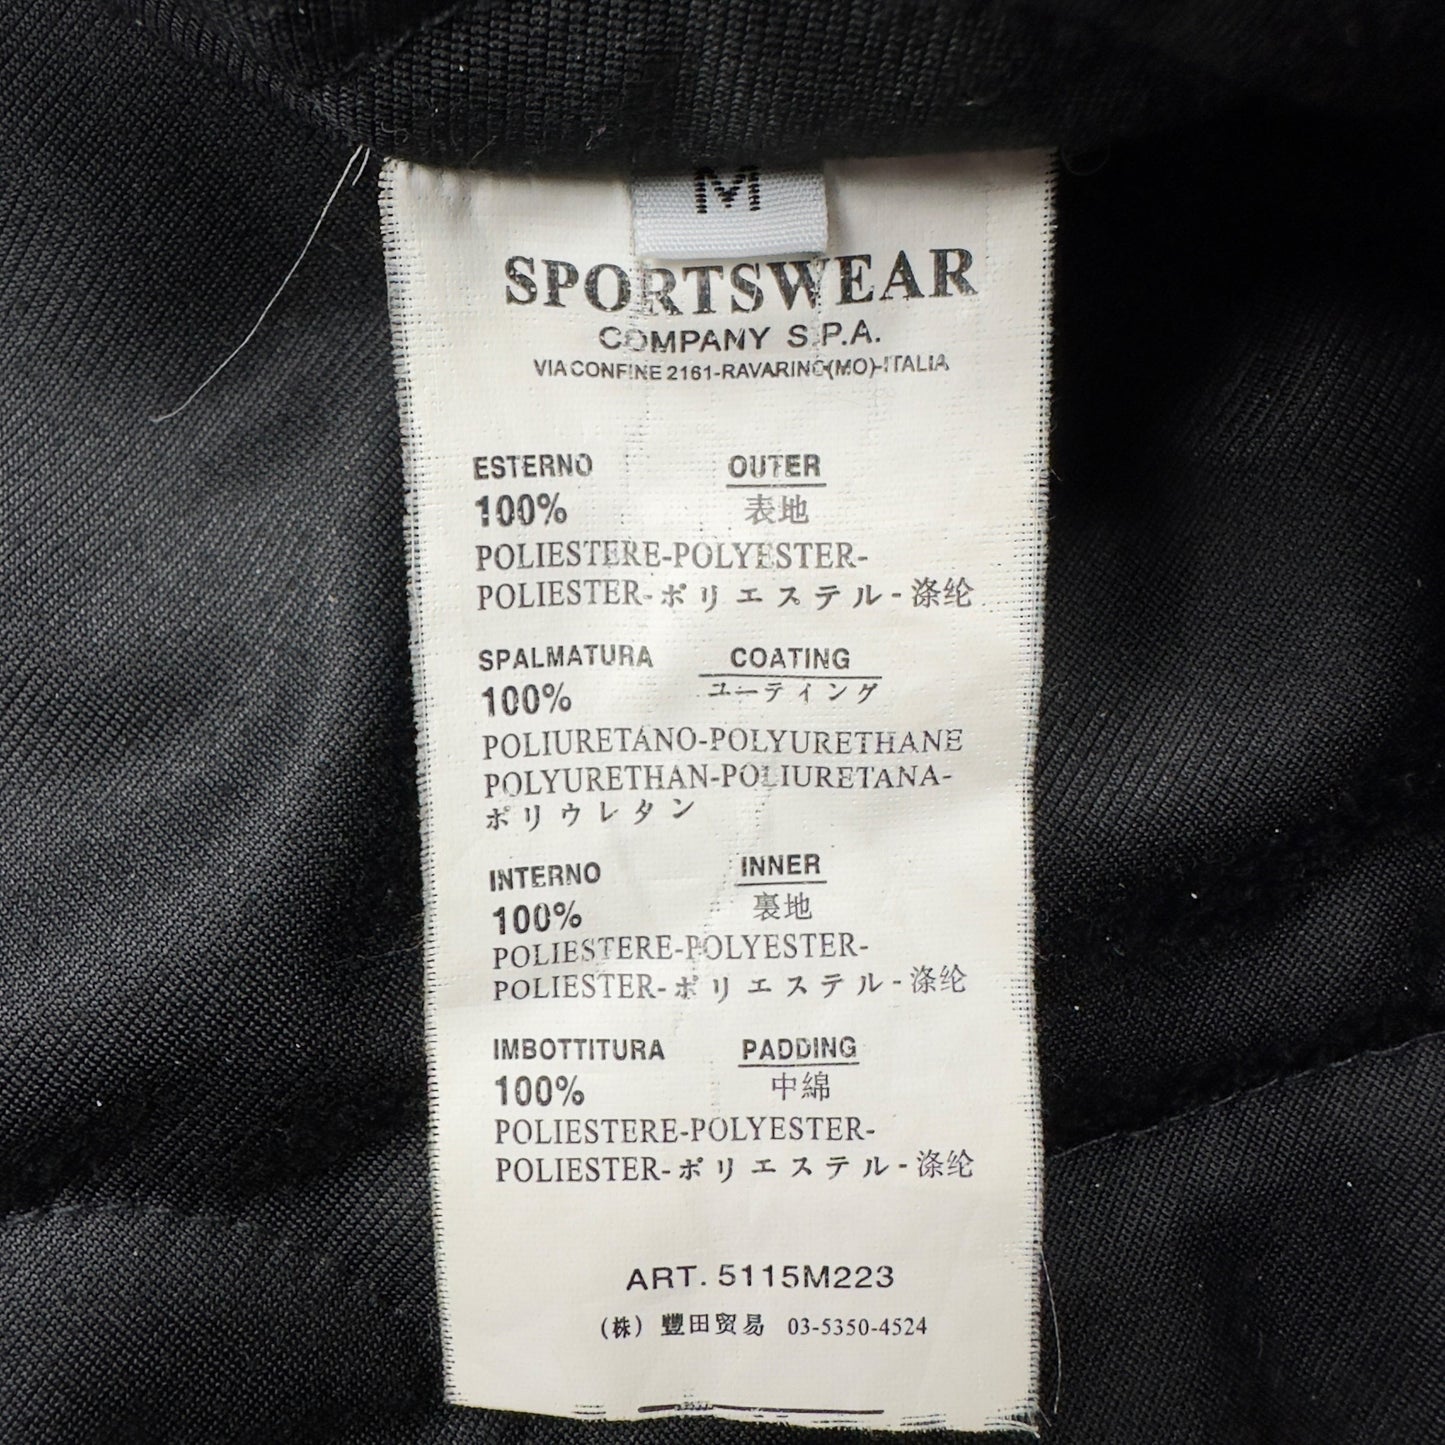 M
SPORTSWEAR
COMPANY S.P.A.
VIA CONFINE 2161-RAVARINO(MO)-ITALIA
ESTERNO OUTER
100% 表地
POLIESTERE-POLYESTER-
POLIESTER-ポリエステル-涤纶
SPALMATURA COATING
100% ユーティング
POLIURETANO-POLYURETHANE
POLYURETHAN-POLIURETANA-
ポリウレタン
INTERNO INNER
100% 裏地
POLIESTERE-POLYESTER-
POLIESTER-ポリエステル-涤纶
IMBOTTITURA PADDING
100% 中綿
POLIESTERE-POLYESTER-
POLIESTER-ポリエステル-涤纶
ART. 5115M223
(株) 豐田贸易 03-5350-4524